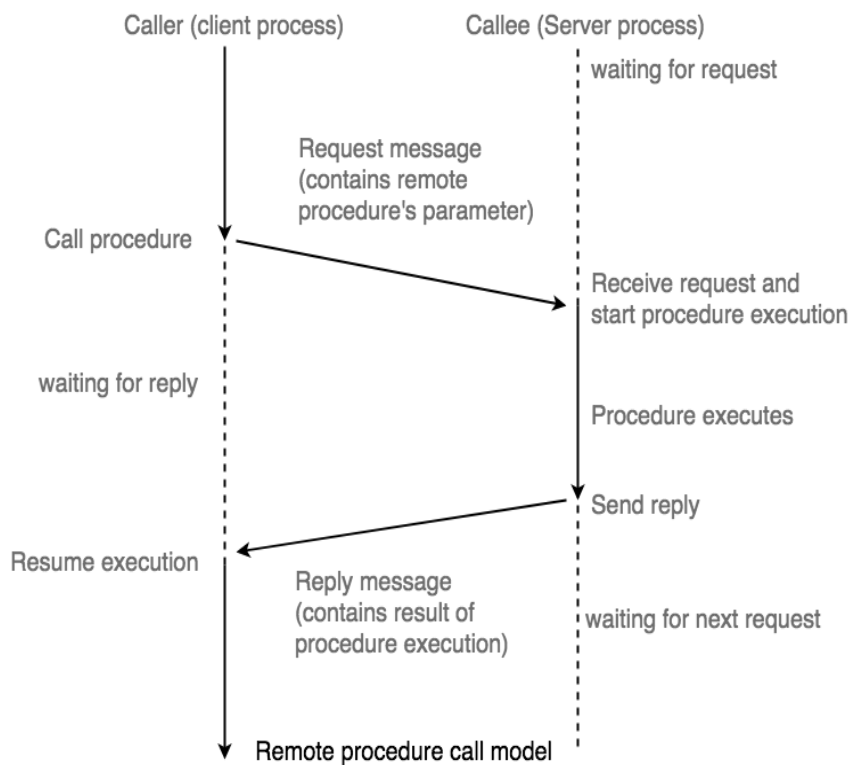 Caller (client process)
Callee (Server process)
waiting for request
Request message
(contains remote
procedure's parameter)
Call procedure
Receive request and
start procedure execution
waiting for reply
Procedure executes
Send reply
Resume execution
Reply message
(contains result of
procedure execution)
waiting for next request
Remote procedure call model